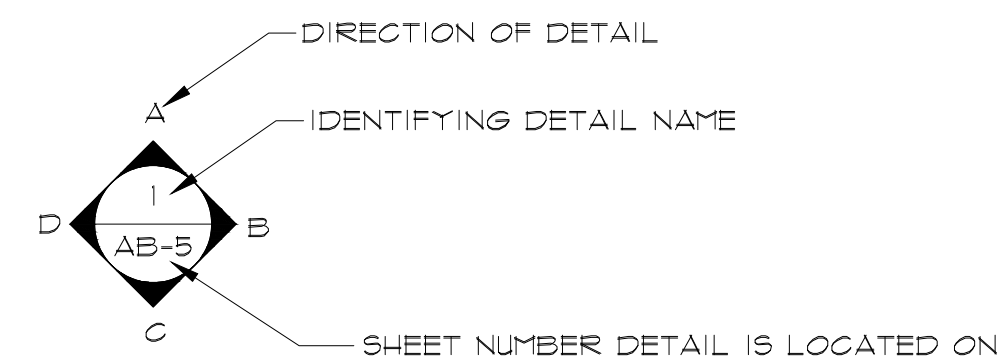 DIRECTION OF DETAIL
A
IDENTIFYING DETAIL NAME
1
D
B
AB-5
C
SHEET NUMBER DETAIL IS LOCATED ON